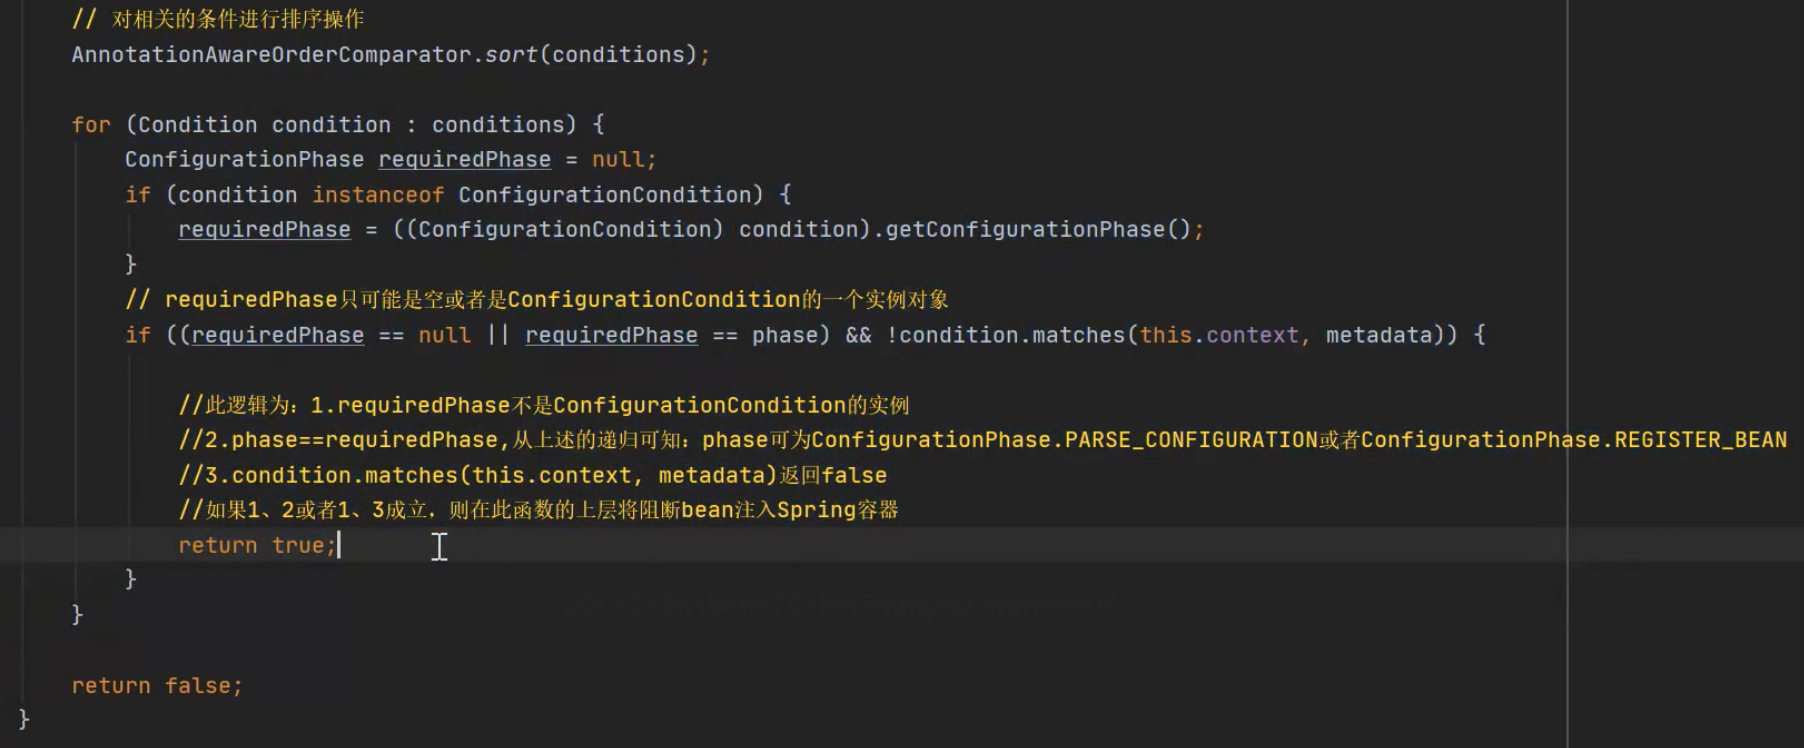 // 对相关的条件进行排序操作
AnnotationAwareOrderComparator.sort(conditions);
for (Condition condition : conditions) {
ConfigurationPhase requiredPhase = null;
if (condition instanceof ConfigurationCondition) {
requiredPhase = ((ConfigurationCondition) condition).getConfigurationPhase();
}
// requiredPhase只可能是空或者是ConfigurationCondition的一个实例对象
if ((requiredPhase == null || requiredPhase == phase) && !condition.matches(this.context, metadata)) {
//此逻辑为：1.requiredPhase不是ConfigurationCondition的实例
//2.phase==requiredPhase,从上述的递归可知：phase可为ConfigurationPhase.PARSE_CONFIGURATION或者ConfigurationPhase.REGISTER_BEAN
//3.condition.matches(this.context, metadata)返回false
//如果1、2或者1、3成立，则在此函数的上层将阻断bean注入Spring容器
return true;
}
}
return false;
}